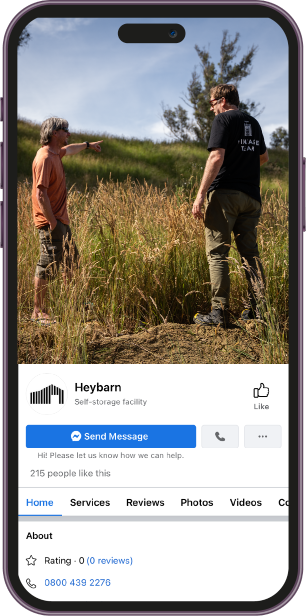 TEAM
Heybarn
Self-storage facility
Like
Send Message
Hi! Please let us know how we can help.
215 people like this
Home Services Reviews Photos Videos Co
About
Rating · 0 (0 reviews)
0800 439 2276